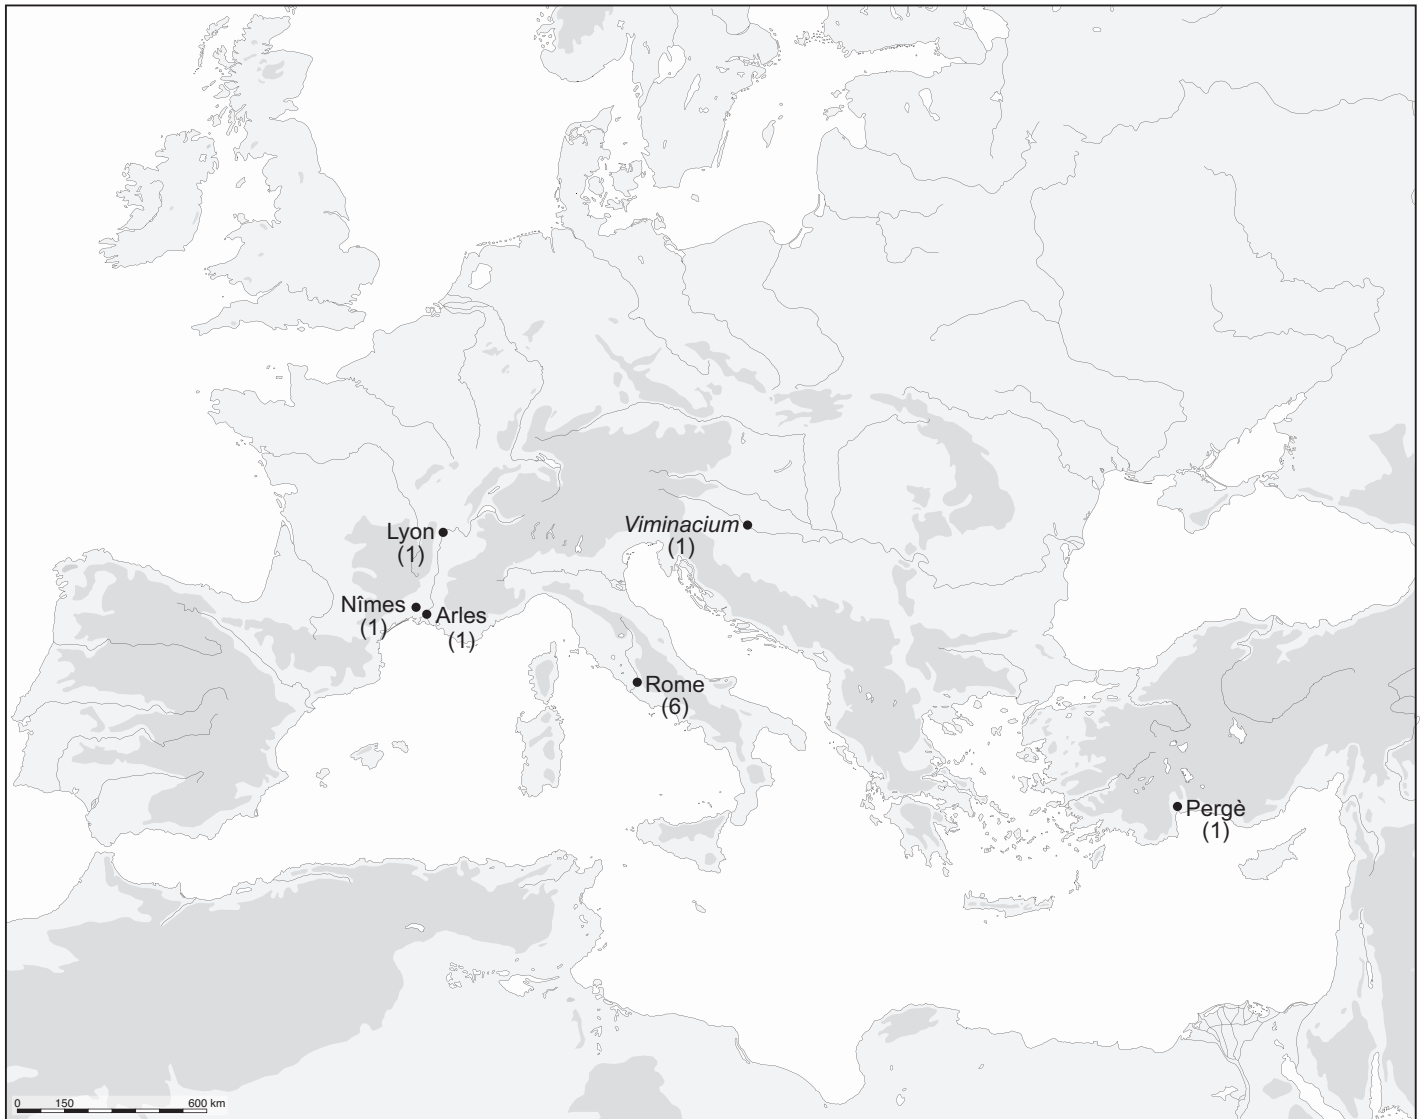 Lyon
(1)
Viminacium
(1)
Nîmes
(1)
Arles
(1)
Rome
(6)
Pergè
(1)
0 150 600 km